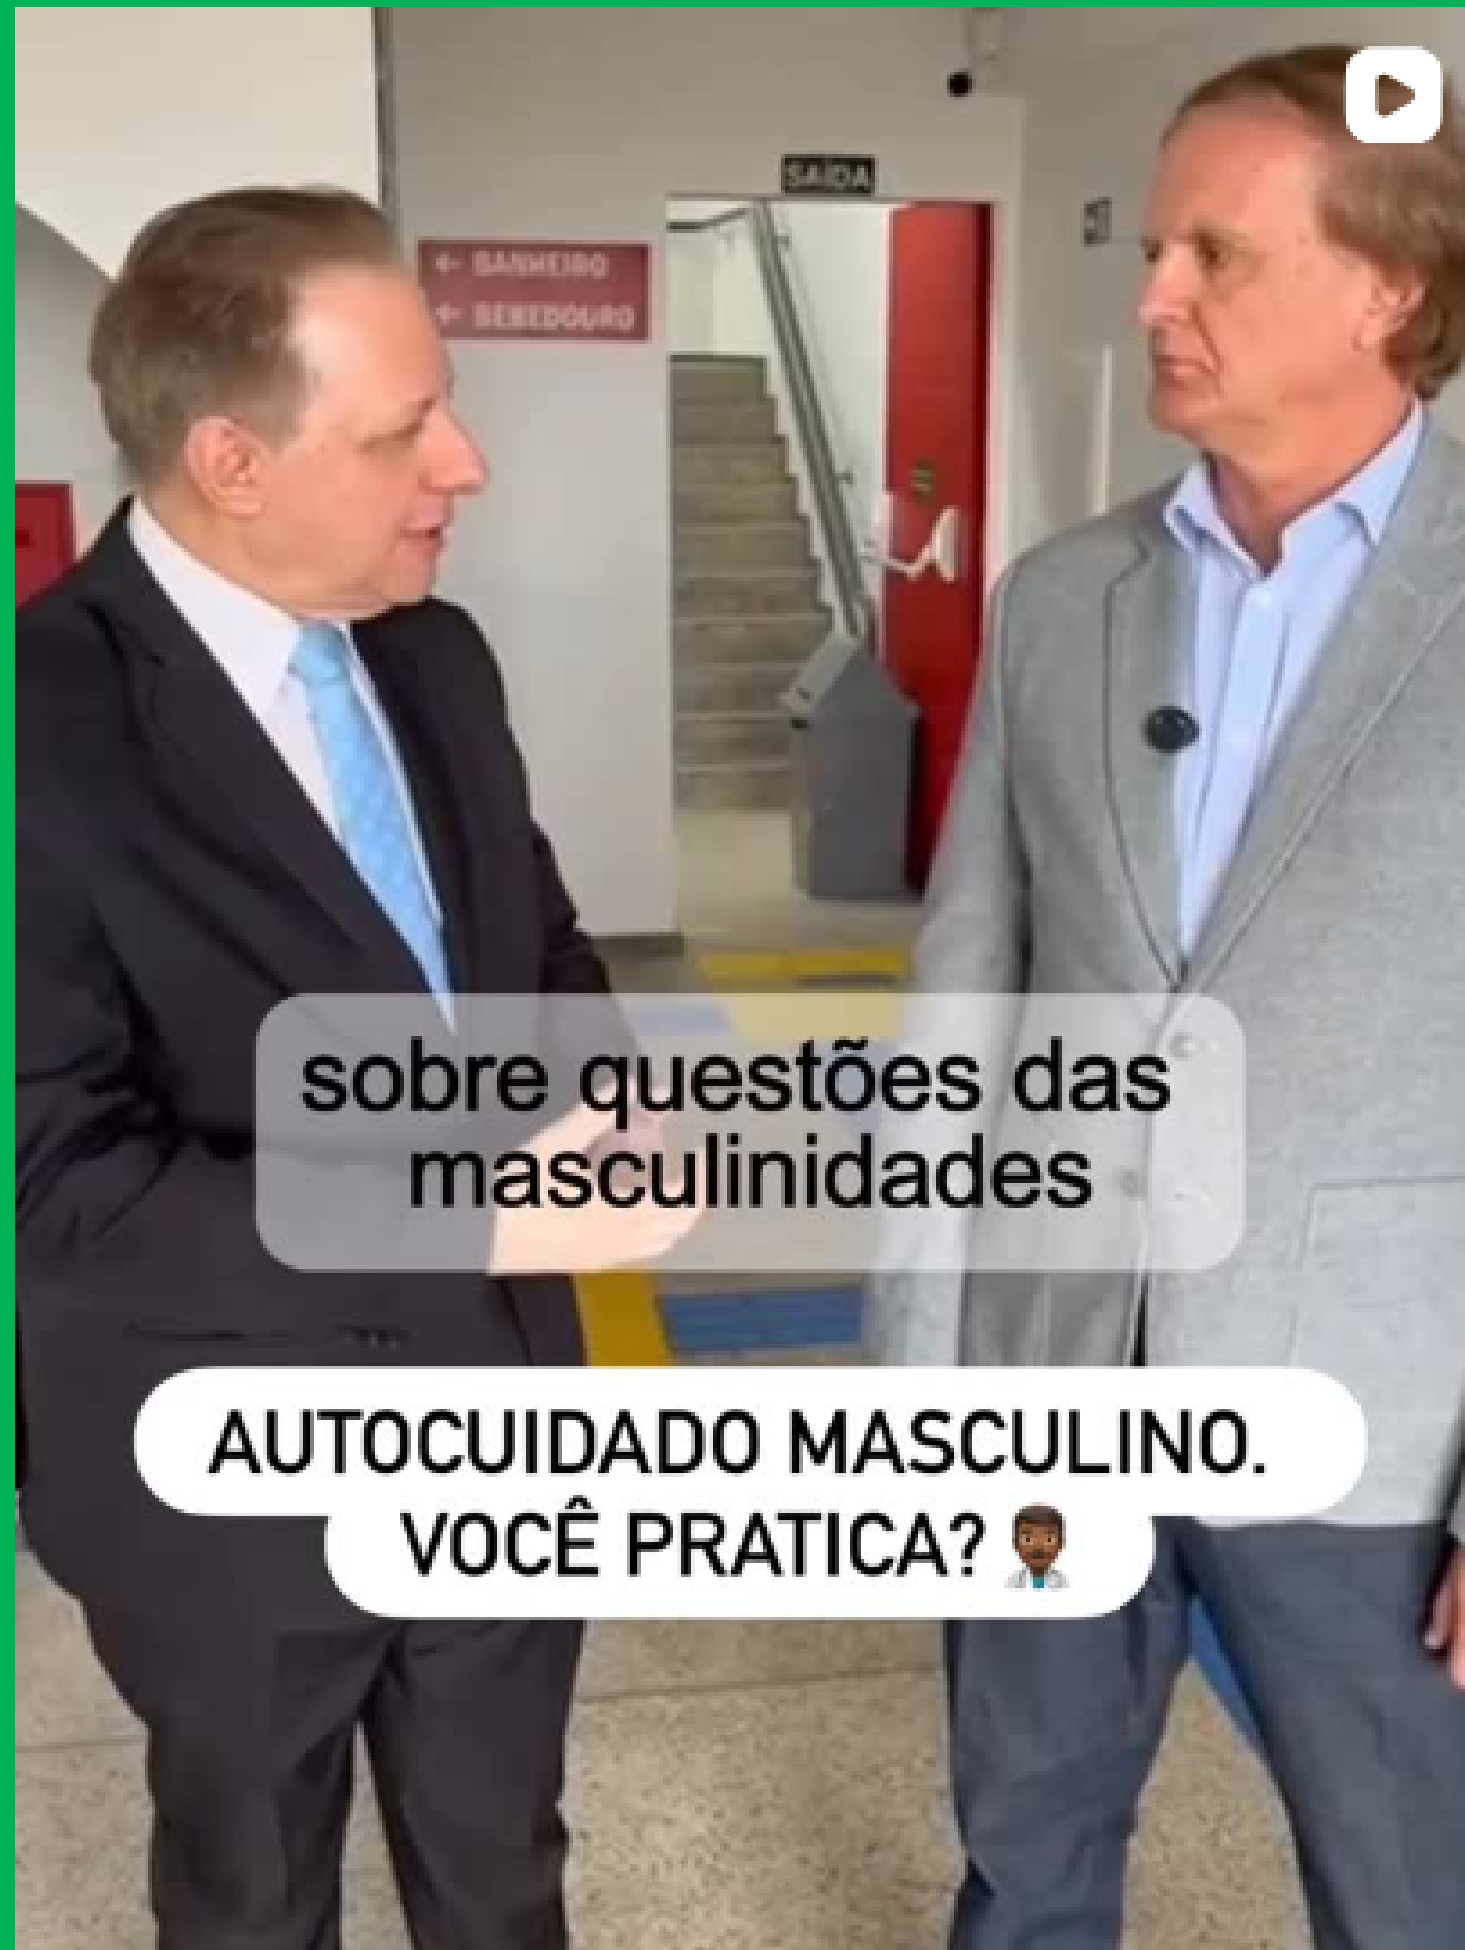 SAÍDA
← BANHEIRO
← BEBEDOURO
sobre questões das
masculinidades
AUTOCUIDADO MASCULINO.
VOCÊ PRATICA?👨🏾‍⚕️